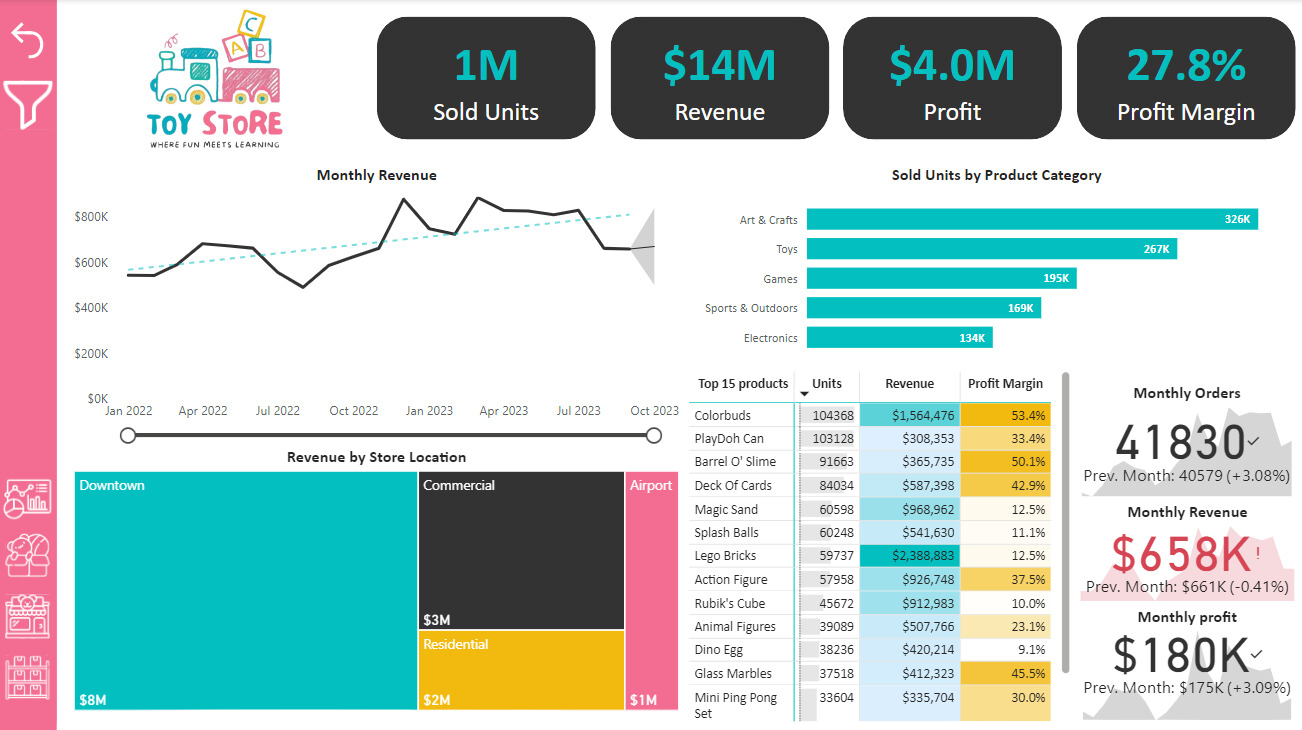 C
A B
TOY STORE
WHERE FUN MEETS LEARNING
1M
Sold Units
$14M
Revenue
$4.0M
Profit
27.8%
Profit Margin
Monthly Revenue
$800K
$600K
$400K
$200K
$0K
Jan 2022 Apr 2022 Jul 2022 Oct 2022 Jan 2023 Apr 2023 Jul 2023 Oct 2023
Sold Units by Product Category
Art & Crafts 326K
Toys 267K
Games 195K
Sports & Outdoors 169K
Electronics 134K
Revenue by Store Location
Downtown
$8M
Commercial
$3M
Residential
$2M
Airport
$1M
Top 15 products Units Revenue Profit Margin
Colorbuds 104368 $1,564,476 53.4%
PlayDoh Can 103128 $308,353 33.4%
Barrel O' Slime 91663 $365,735 50.1%
Deck Of Cards 84034 $587,398 42.9%
Magic Sand 60598 $968,962 12.5%
Splash Balls 60248 $541,630 11.1%
Lego Bricks 59737 $2,388,883 12.5%
Action Figure 57958 $926,748 37.5%
Rubik's Cube 45672 $912,983 10.0%
Animal Figures 39089 $507,766 23.1%
Dino Egg 38236 $420,214 9.1%
Glass Marbles 37518 $412,323 45.5%
Mini Ping Pong 33604 $335,704 30.0%
Set
Monthly Orders
41830
Prev. Month: 40579 (+3.08%)
Monthly Revenue
$658K!
Prev. Month: $661K (-0.41%)
Monthly profit
$180K
Prev. Month: $175K (+3.09%)